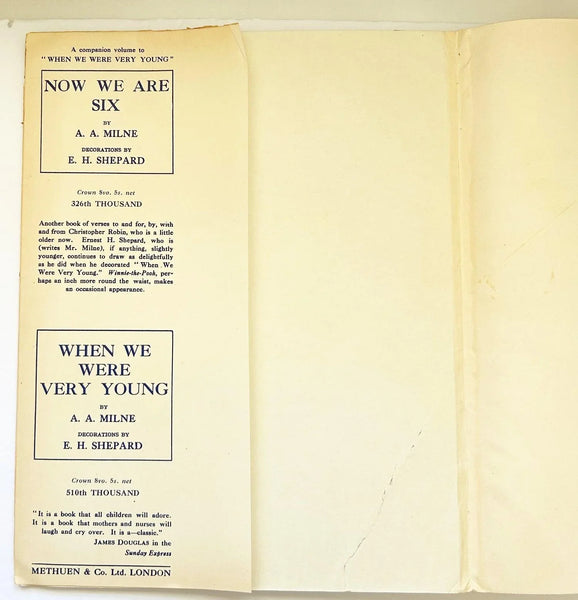 A companion volume to
"WHEN WE WERE VERY YOUNG"
NOW WE ARE
SIX
BY
A. A. MILNE
DECORATIONS BY
E. H. SHEPARD
Crown 8vo. 5s. net
326th THOUSAND
Another book of verses to and for, by, with
and from Christopher Robin, who is a little
older now. Ernest H. Shepard, who is
(writes Mr. Milne), if anything, slightly
younger, continues to draw as delightfully
as he did when he decorated "When We
Were Very Young." Winnie-the-Pooh, per-
haps an inch more round the waist, makes
an occasional appearance.
WHEN WE
WERE
VERY YOUNG
BY
A. A. MILNE
DECORATIONS BY
E. H. SHEPARD
Crown 8vo. 5s. net
510th THOUSAND
"It is a book that all children will adore.
It is a book that mothers and nurses will
laugh and cry over. It is a—classic."
JAMES DOUGLAS in the
Sunday Express
METHUEN & Co. Ltd. LONDON